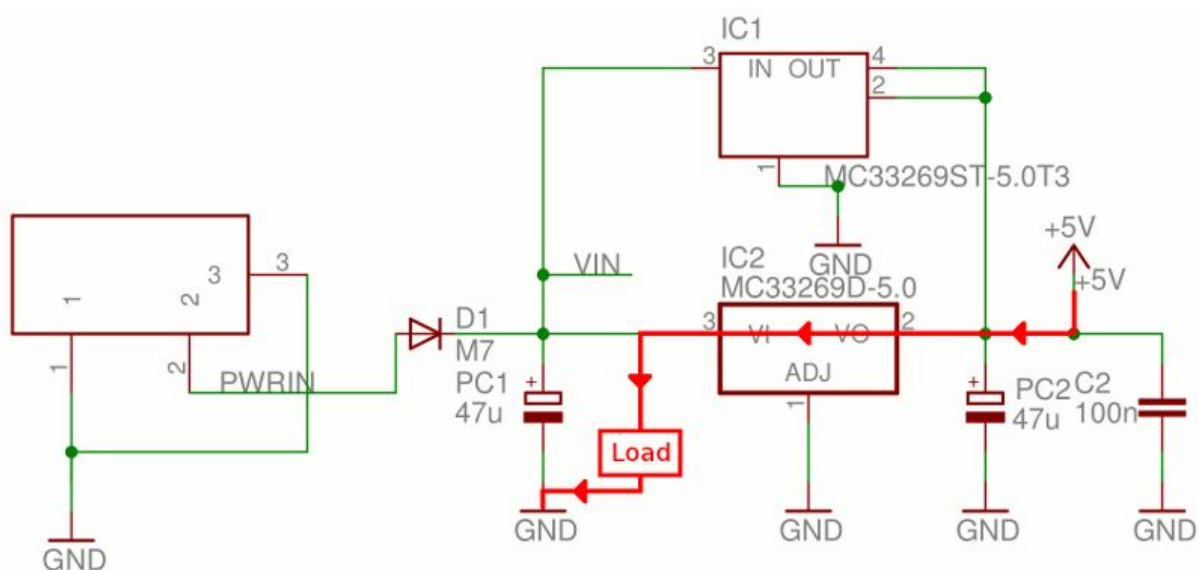 IC1
3
IN OUT
4
2
1
MC33269ST-5.0T3
GND
+5V
+5V
IC2
MC33269D-5.0
3
VI
VO
2
ADJ
1
GND
VIN
3
3
1
2
1
2
PWRIN
GND
D1
M7
PC1
47u
+
GND
Load
+
PC2
47u
GND
C2
100n
GND